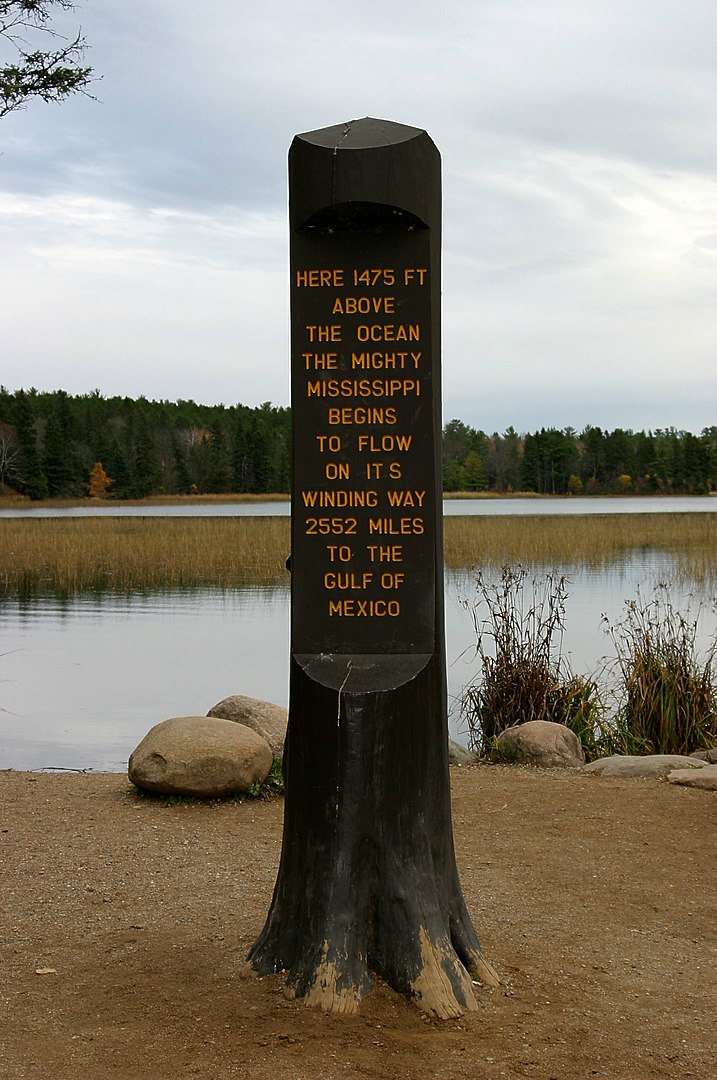 HERE 1475 FT
ABOVE
THE OCEAN
THE MIGHTY
MISSISSIPPI
BEGINS
TO FLOW
ON ITS
WINDING WAY
2552 MILES
TO THE
GULF OF
MEXICO